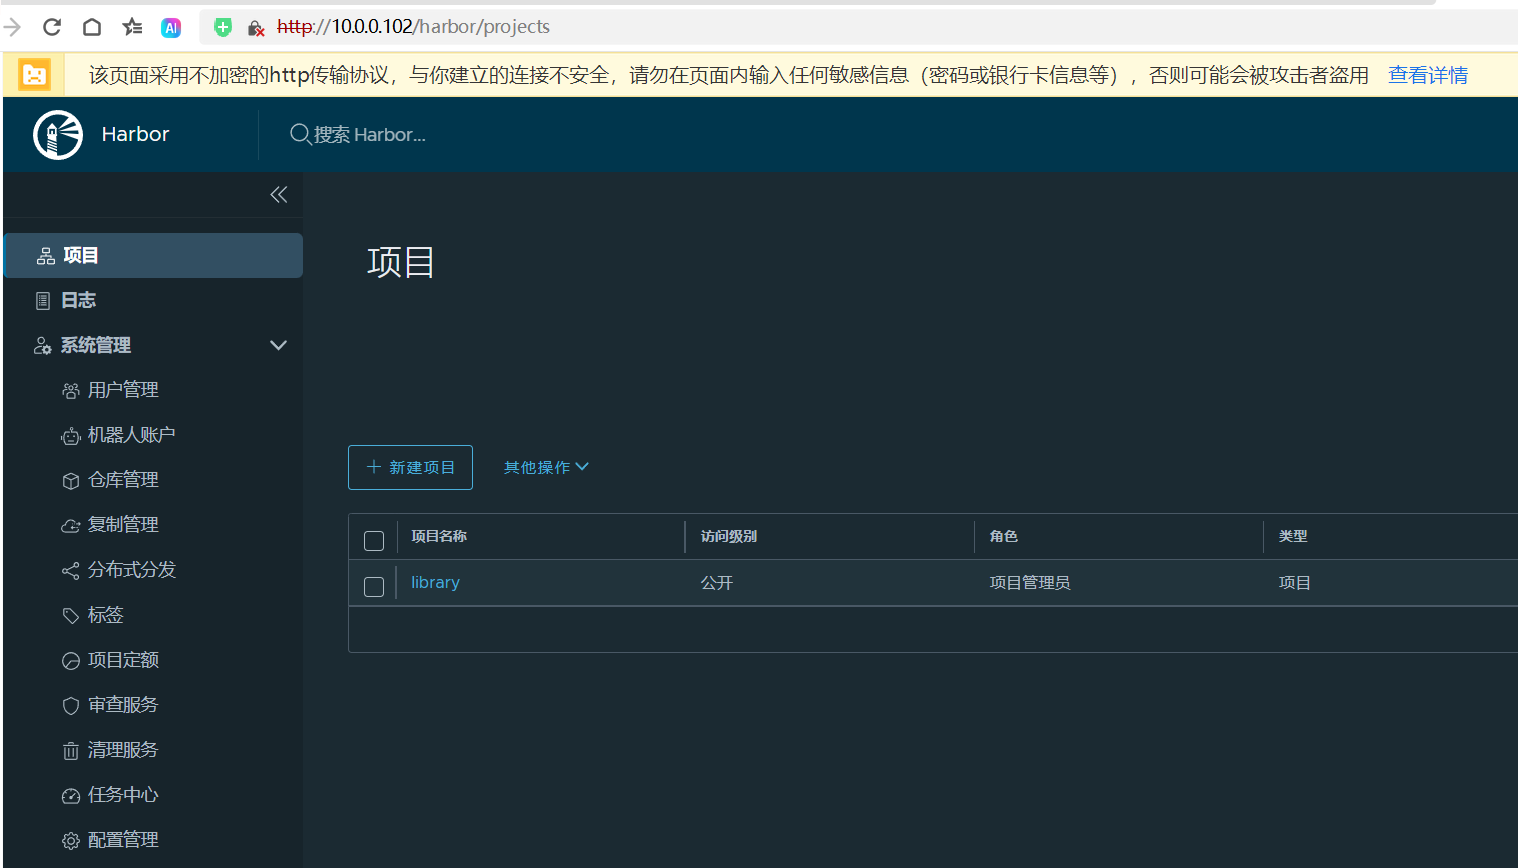 Ai
http://10.0.0.102/harbor/projects
该页面采用不加密的http传输协议，与你建立的连接不安全，请勿在页面内输入任何敏感信息（密码或银行卡信息等），否则可能会被攻击者盗用 查看详情
Harbor
搜索 Harbor...
项目
日志
系统管理
用户管理
机器人账户
仓库管理
复制管理
分布式分发
标签
项目定额
审查服务
清理服务
任务中心
配置管理
项目
新建项目 其他操作
项目名称 访问级别 角色 类型
library 公开 项目管理员 项目